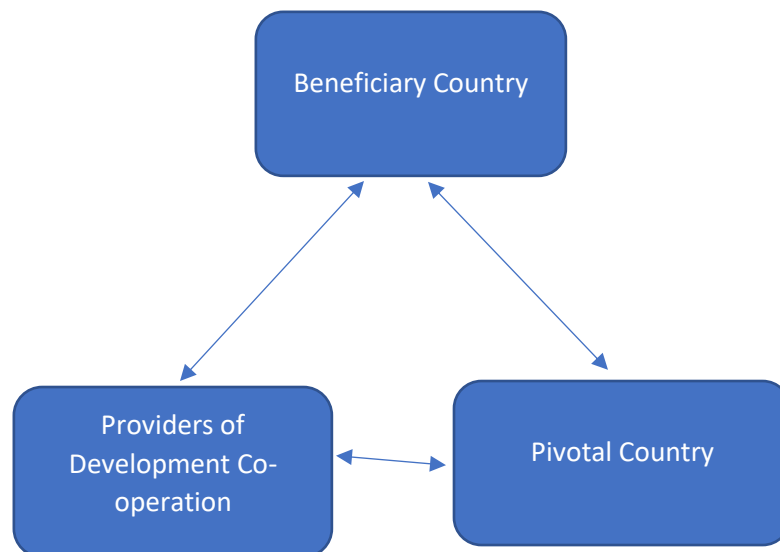 Beneficiary Country
Providers of
Development Co-
operation
Pivotal Country